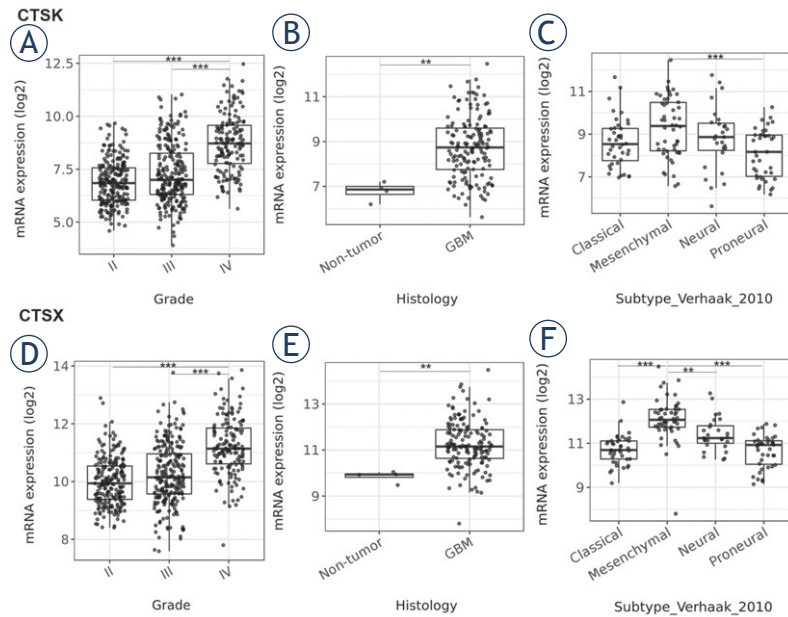 CTSK
A
mRNA expression (log2)
12.5
10.0
7.5
5.0
***
***
II
III
IV
Grade
B
mRNA expression (log2)
11
9
7
**
Non-tumor
GBM
Histology
C
mRNA expression (log2)
11
9
7
***
Classical
Mesenchymal
Neural
Proneural
Subtype_Verhaak_2010
CTSX
D
mRNA expression (log2)
14
12
10
8
***
***
II
III
IV
Grade
E
mRNA expression (log2)
13
11
9
**
Non-tumor
GBM
Histology
F
mRNA expression (log2)
13
11
9
***
**
***
Classical
Mesenchymal
Neural
Proneural
Subtype_Verhaak_2010